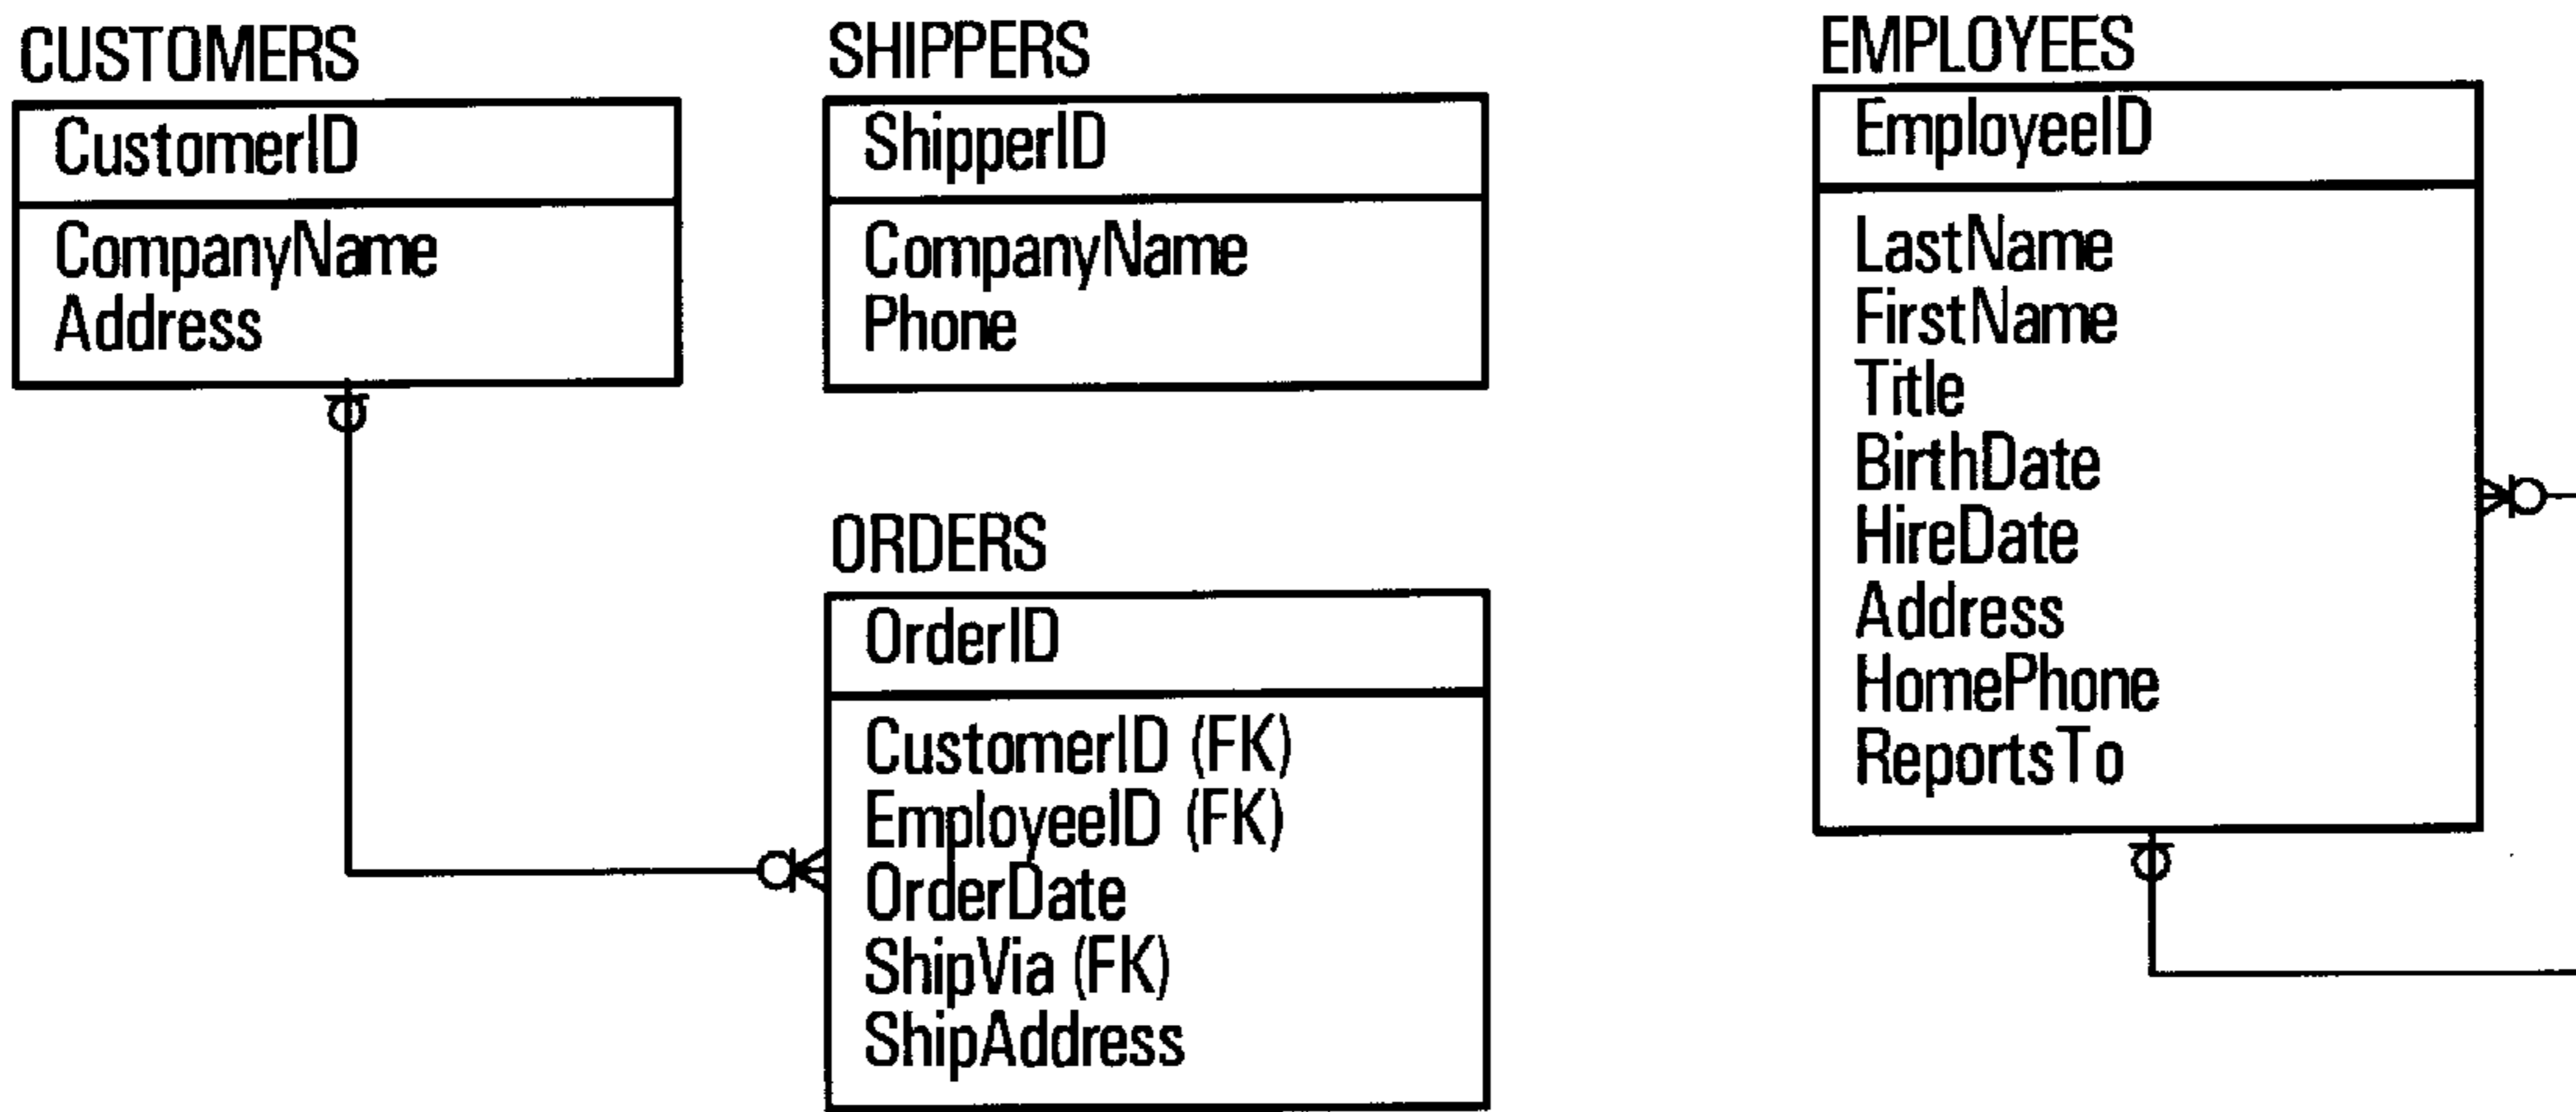 CUSTOMERS
CustomerID
CompanyName
Address
SHIPPERS
ShipperID
CompanyName
Phone
ORDERS
OrderID
CustomerID (FK)
EmployeeID (FK)
OrderDate
ShipVia (FK)
ShipAddress
EMPLOYEES
EmployeeID
LastName
FirstName
Title
BirthDate
HireDate
Address
HomePhone
ReportsTo